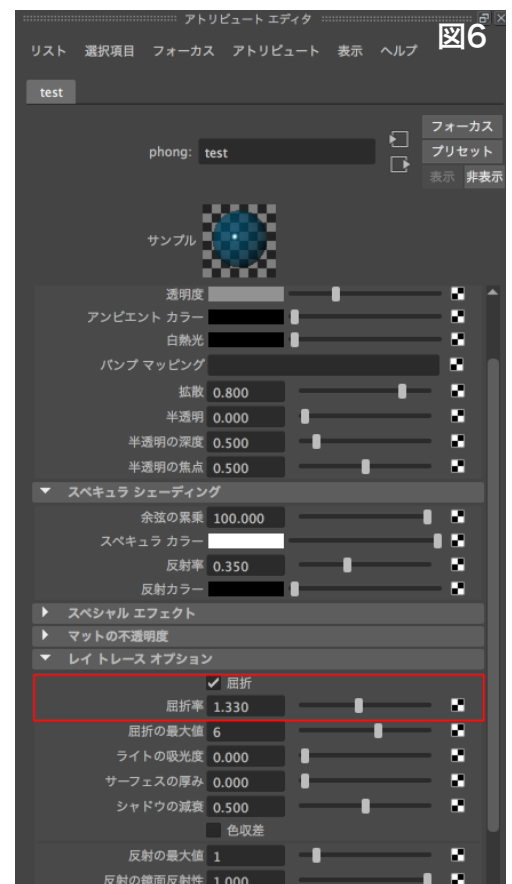 アトリビュート エディタ
図6
リスト 選択項目 フォーカス アトリビュート 表示 ヘルプ
test
フォーカス
phong: test
プリセット
表示 非表示
サンプル
透明度
アンビエント カラー
白熱光
バンプ マッピング
拡散 0.800
半透明 0.000
半透明の深度 0.500
半透明の焦点 0.500
スペキュラ シェーディング
余弦の累乗 100.000
スペキュラ カラー
反射率 0.350
反射カラー
スペシャル エフェクト
マットの不透明度
レイ トレース オプション
屈折
屈折率 1.330
屈折の最大値 6
ライトの吸光度 0.000
サーフェスの厚み 0.000
シャドウの減衰 0.500
色収差
反射の最大値 1
反射の鏡面反射性 1.000